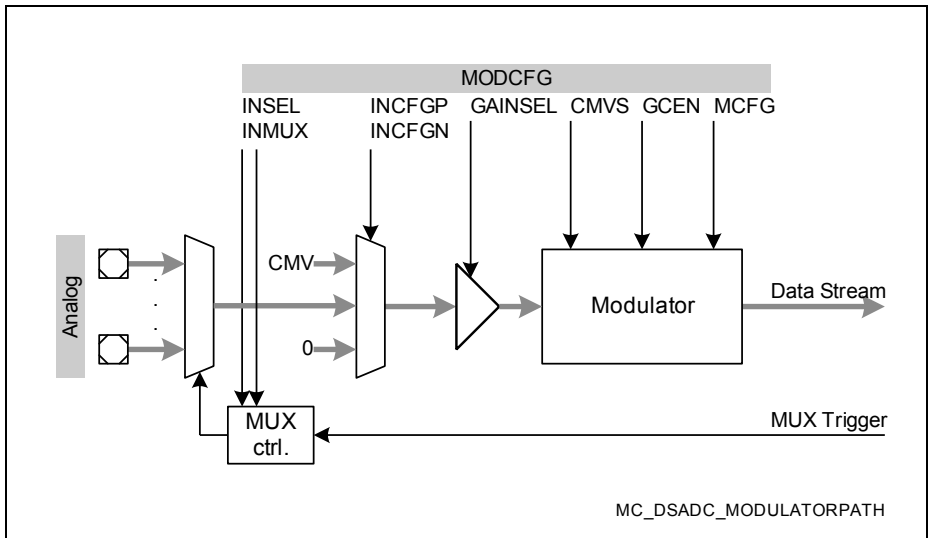 MODCFG
INSEL INCFGP GAINSEL CMVS GCEN MCFG
INMUX INCFGN
Analog
CMV
0
Modulator
Data Stream
MUX
ctrl.
MUX Trigger
MC_DSADC_MODULATORPATH